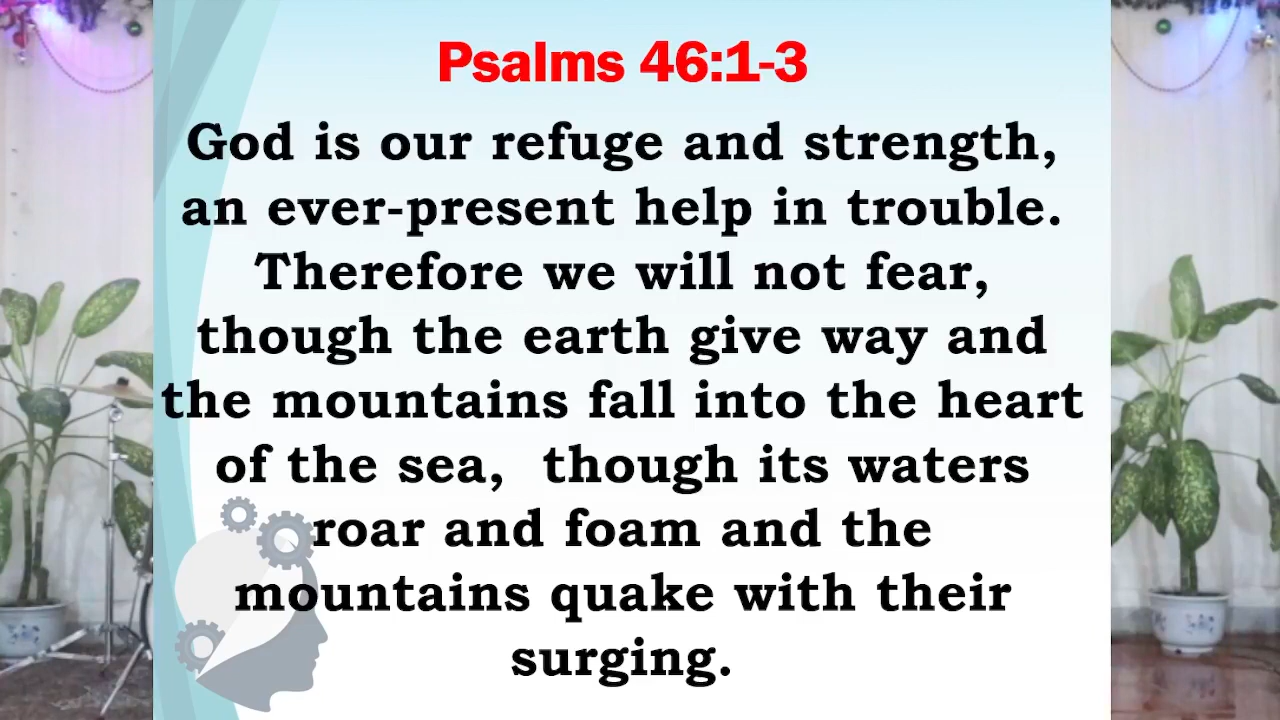 Psalms 46:1-3
God is our refuge and strength,
an ever-present help in trouble.
Therefore we will not fear,
though the earth give way and
the mountains fall into the heart
of the sea,  though its waters
roar and foam and the
mountains quake with their
surging.